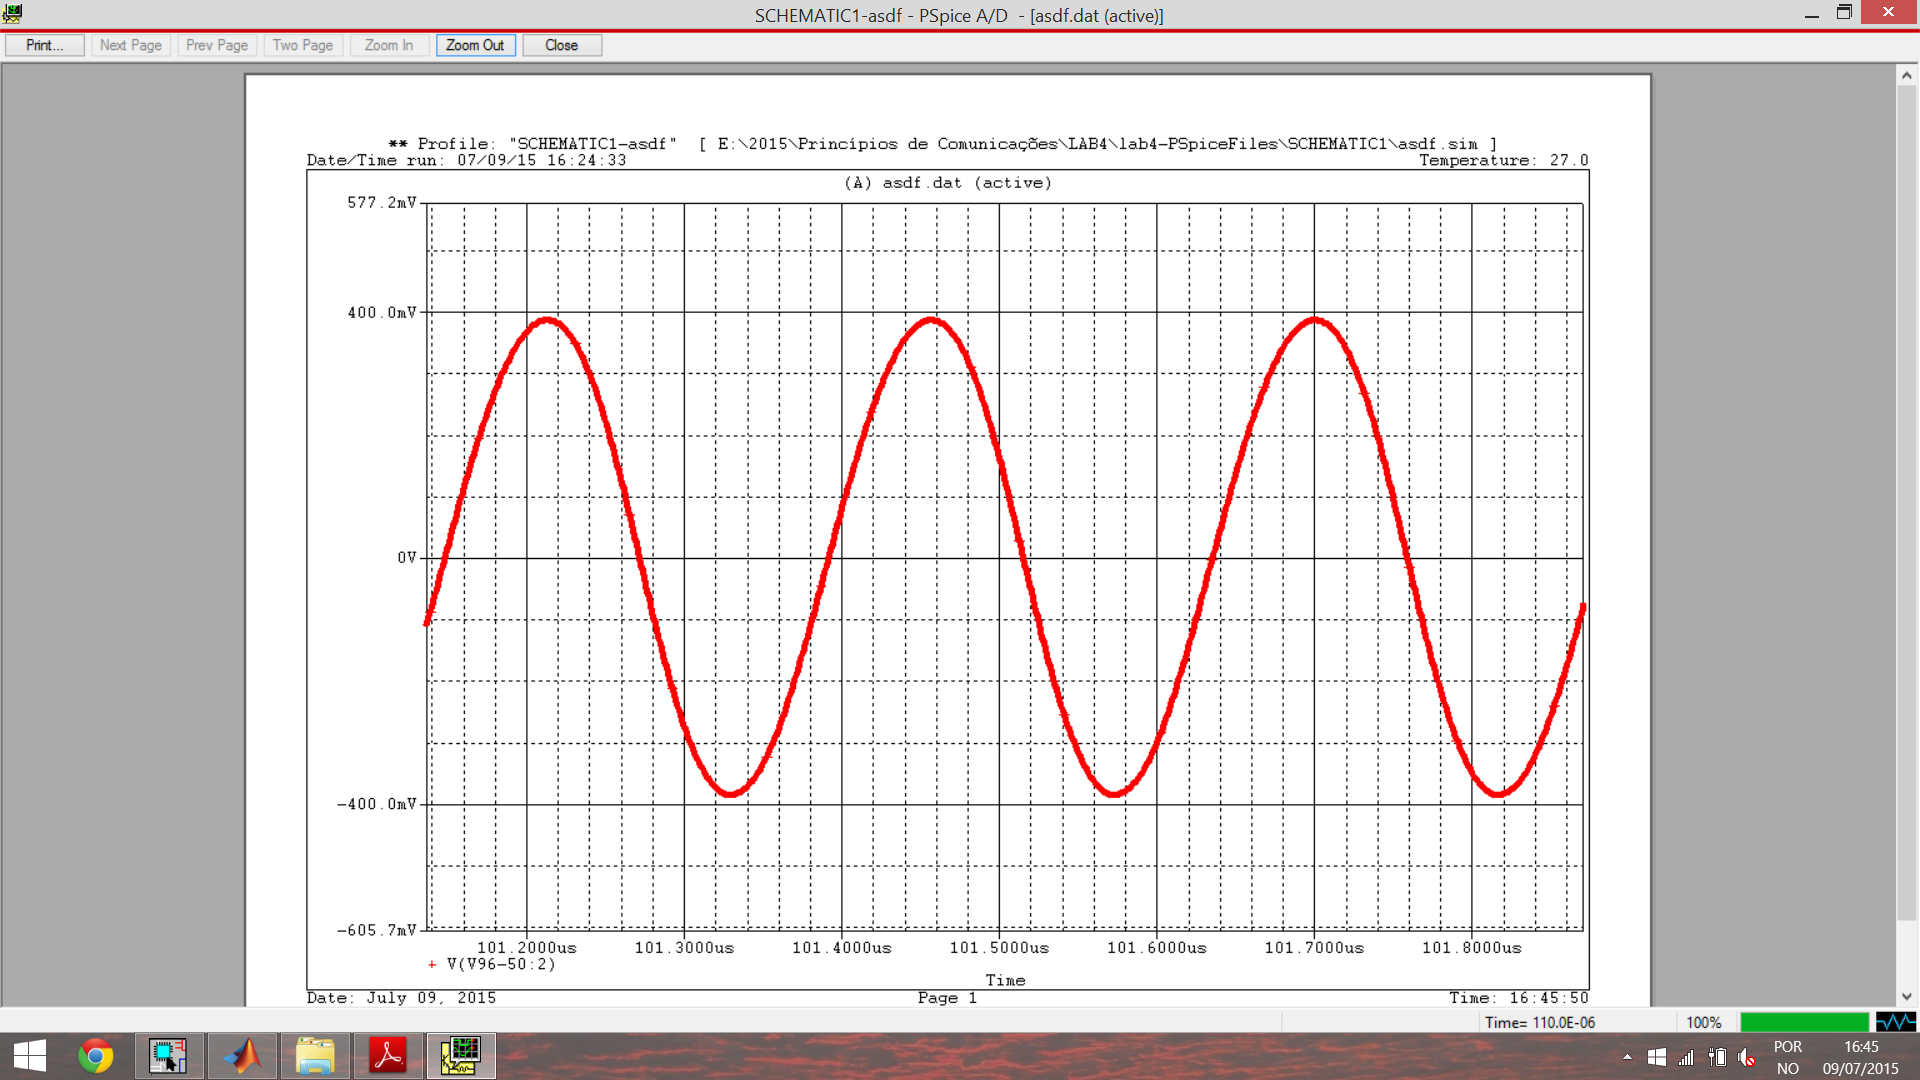 SCHEMATIC1-asdf - PSpice A/D - [asdf.dat (active)]
Print... Next Page Prev Page Two Page Zoom In Zoom Out Close
** Profile: "SCHEMATIC1-asdf" [ E:\2015\Princípios de Comunicações\LAB4\lab4-PSpiceFiles\SCHEMATIC1\asdf.sim ]
Date/Time run: 07/09/15 16:24:33 Temperature: 27.0
(A) asdf.dat (active)
577.2mV
400.0mV
0V
-400.0mV
-605.7mV
101.2000us 101.3000us 101.4000us 101.5000us 101.6000us 101.7000us 101.8000us
+ V(V96-50:2)
Time
Date: July 09, 2015 Page 1 Time: 16:45:50
Time= 110.0E-06 100%
POR 16:45
NO 09/07/2015